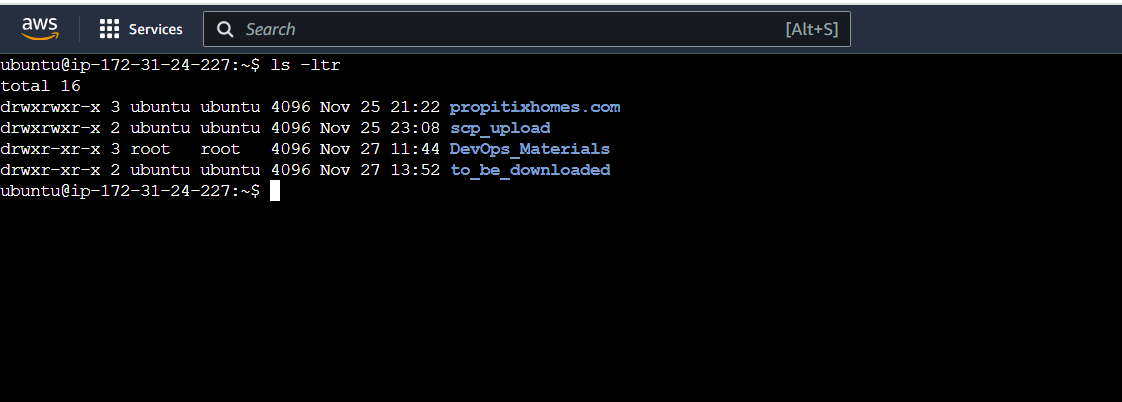 aws Services Search [Alt+S]
ubuntu@ip-172-31-24-227:~$ ls -ltr
total 16
drwxrwxr-x 3 ubuntu ubuntu 4096 Nov 25 21:22 propitixhomes.com
drwxrwxr-x 2 ubuntu ubuntu 4096 Nov 25 23:08 scp_upload
drwxr-xr-x 3 root   root   4096 Nov 27 11:44 DevOps_Materials
drwxr-xr-x 2 ubuntu ubuntu 4096 Nov 27 13:52 to_be_downloaded
ubuntu@ip-172-31-24-227:~$